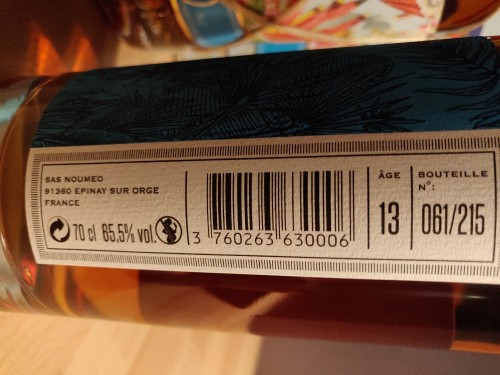 SAS NOUMEO
91360 EPINAY SUR ORGE
FRANCE
70 cl 65,5% vol.
3 760263 630006
ÂGE
13
BOUTEILLE
N°:
061/215